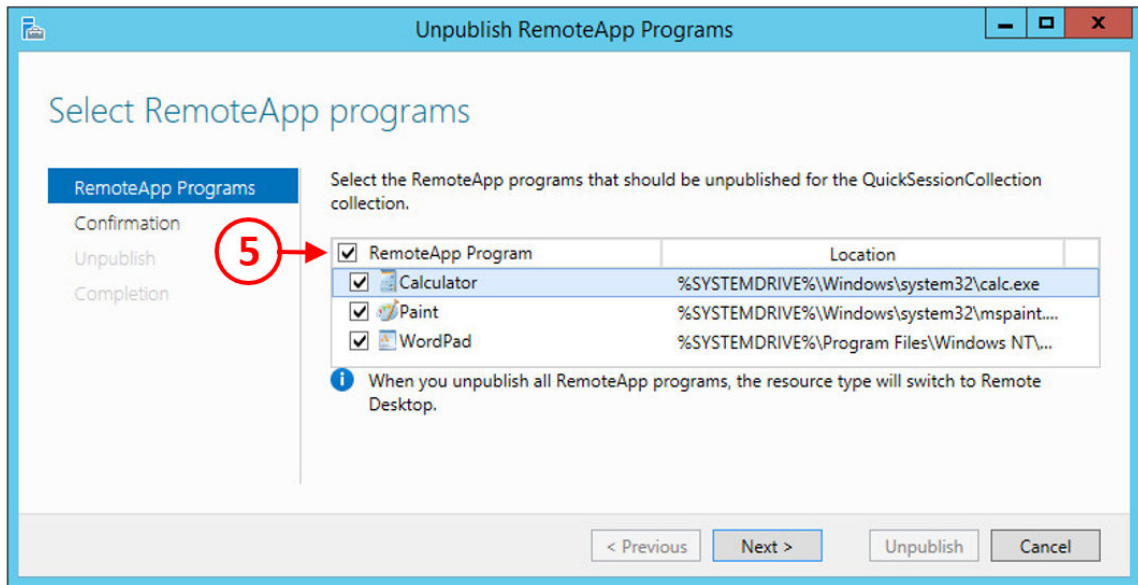 Unpublish RemoteApp Programs
Select RemoteApp programs
RemoteApp Programs
Confirmation
Unpublish
Completion
Select the RemoteApp programs that should be unpublished for the QuickSessionCollection
collection.
5
RemoteApp Program Location
Calculator %SYSTEMDRIVE%\Windows\system32\calc.exe
Paint %SYSTEMDRIVE%\Windows\system32\mspaint....
WordPad %SYSTEMDRIVE%\Program Files\Windows NT\...
When you unpublish all RemoteApp programs, the resource type will switch to Remote
Desktop.
< Previous Next > Unpublish Cancel